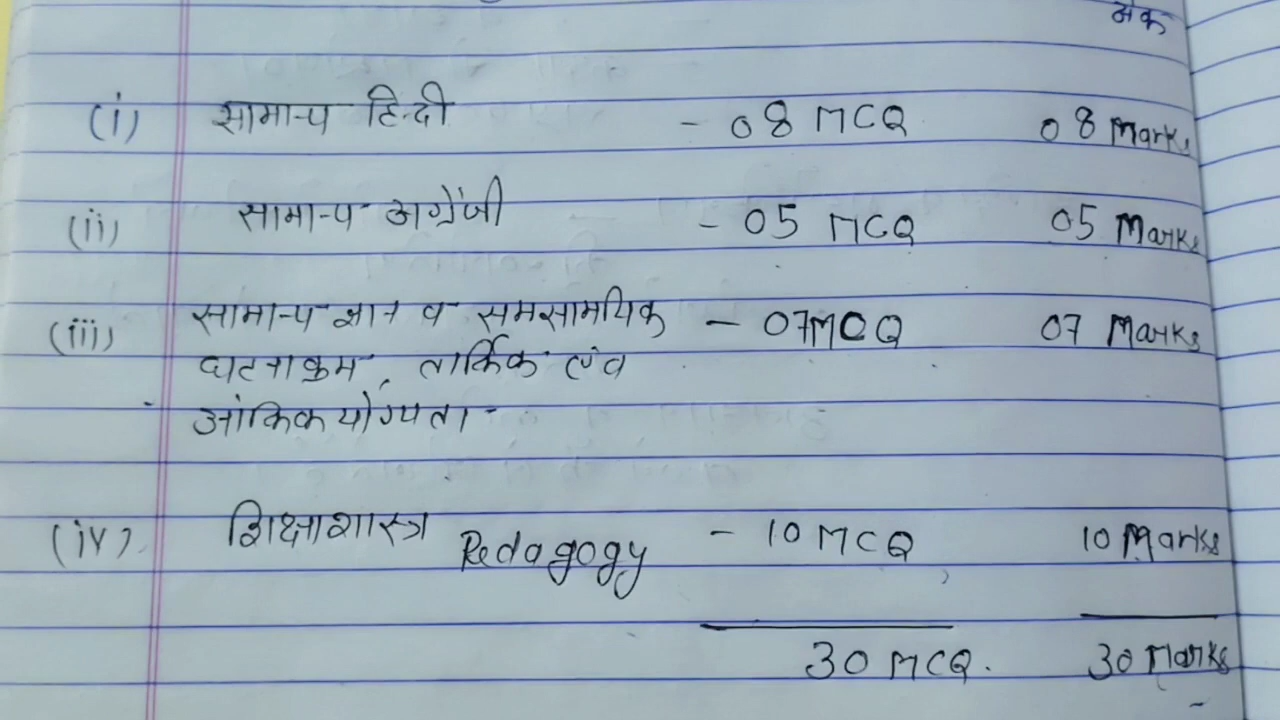 अंक
(i) सामान्य हिन्दी - 08 MCQ 08 Marks
(ii) सामान्य अग्रेंजी - 05 MCQ 05 Marks
(iii) सामान्य ज्ञान व समसामयिक - 07 MCQ 07 Marks
घटनाक्रम, तार्किक एंव
आंकिक योग्यता -
(iv) शिक्षाशास्त्र Pedagogy - 10 MCQ 10 Marks
30 MCQ. 30 Marks